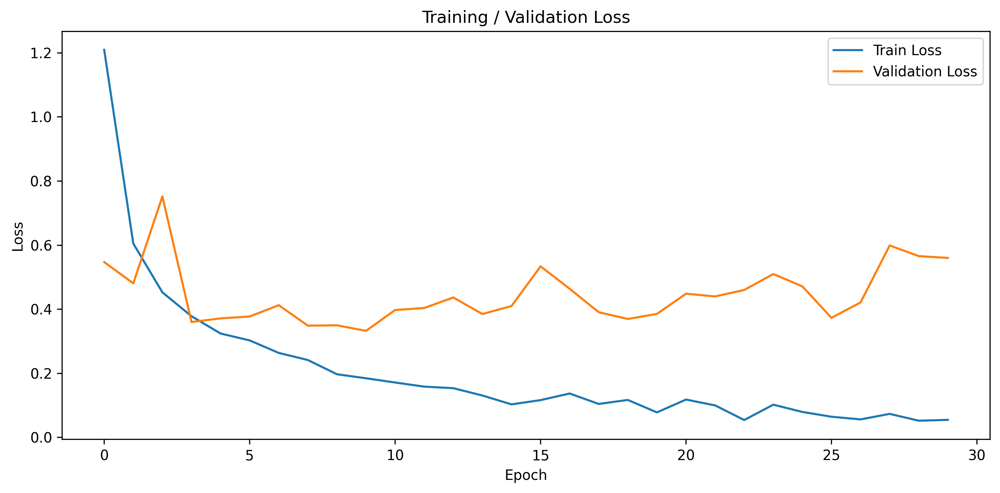 Training / Validation Loss
Train Loss
Validation Loss
1.2
1.0
0.8
0.6
0.4
0.2
0.0
Loss
0 5 10 15 20 25 30
Epoch